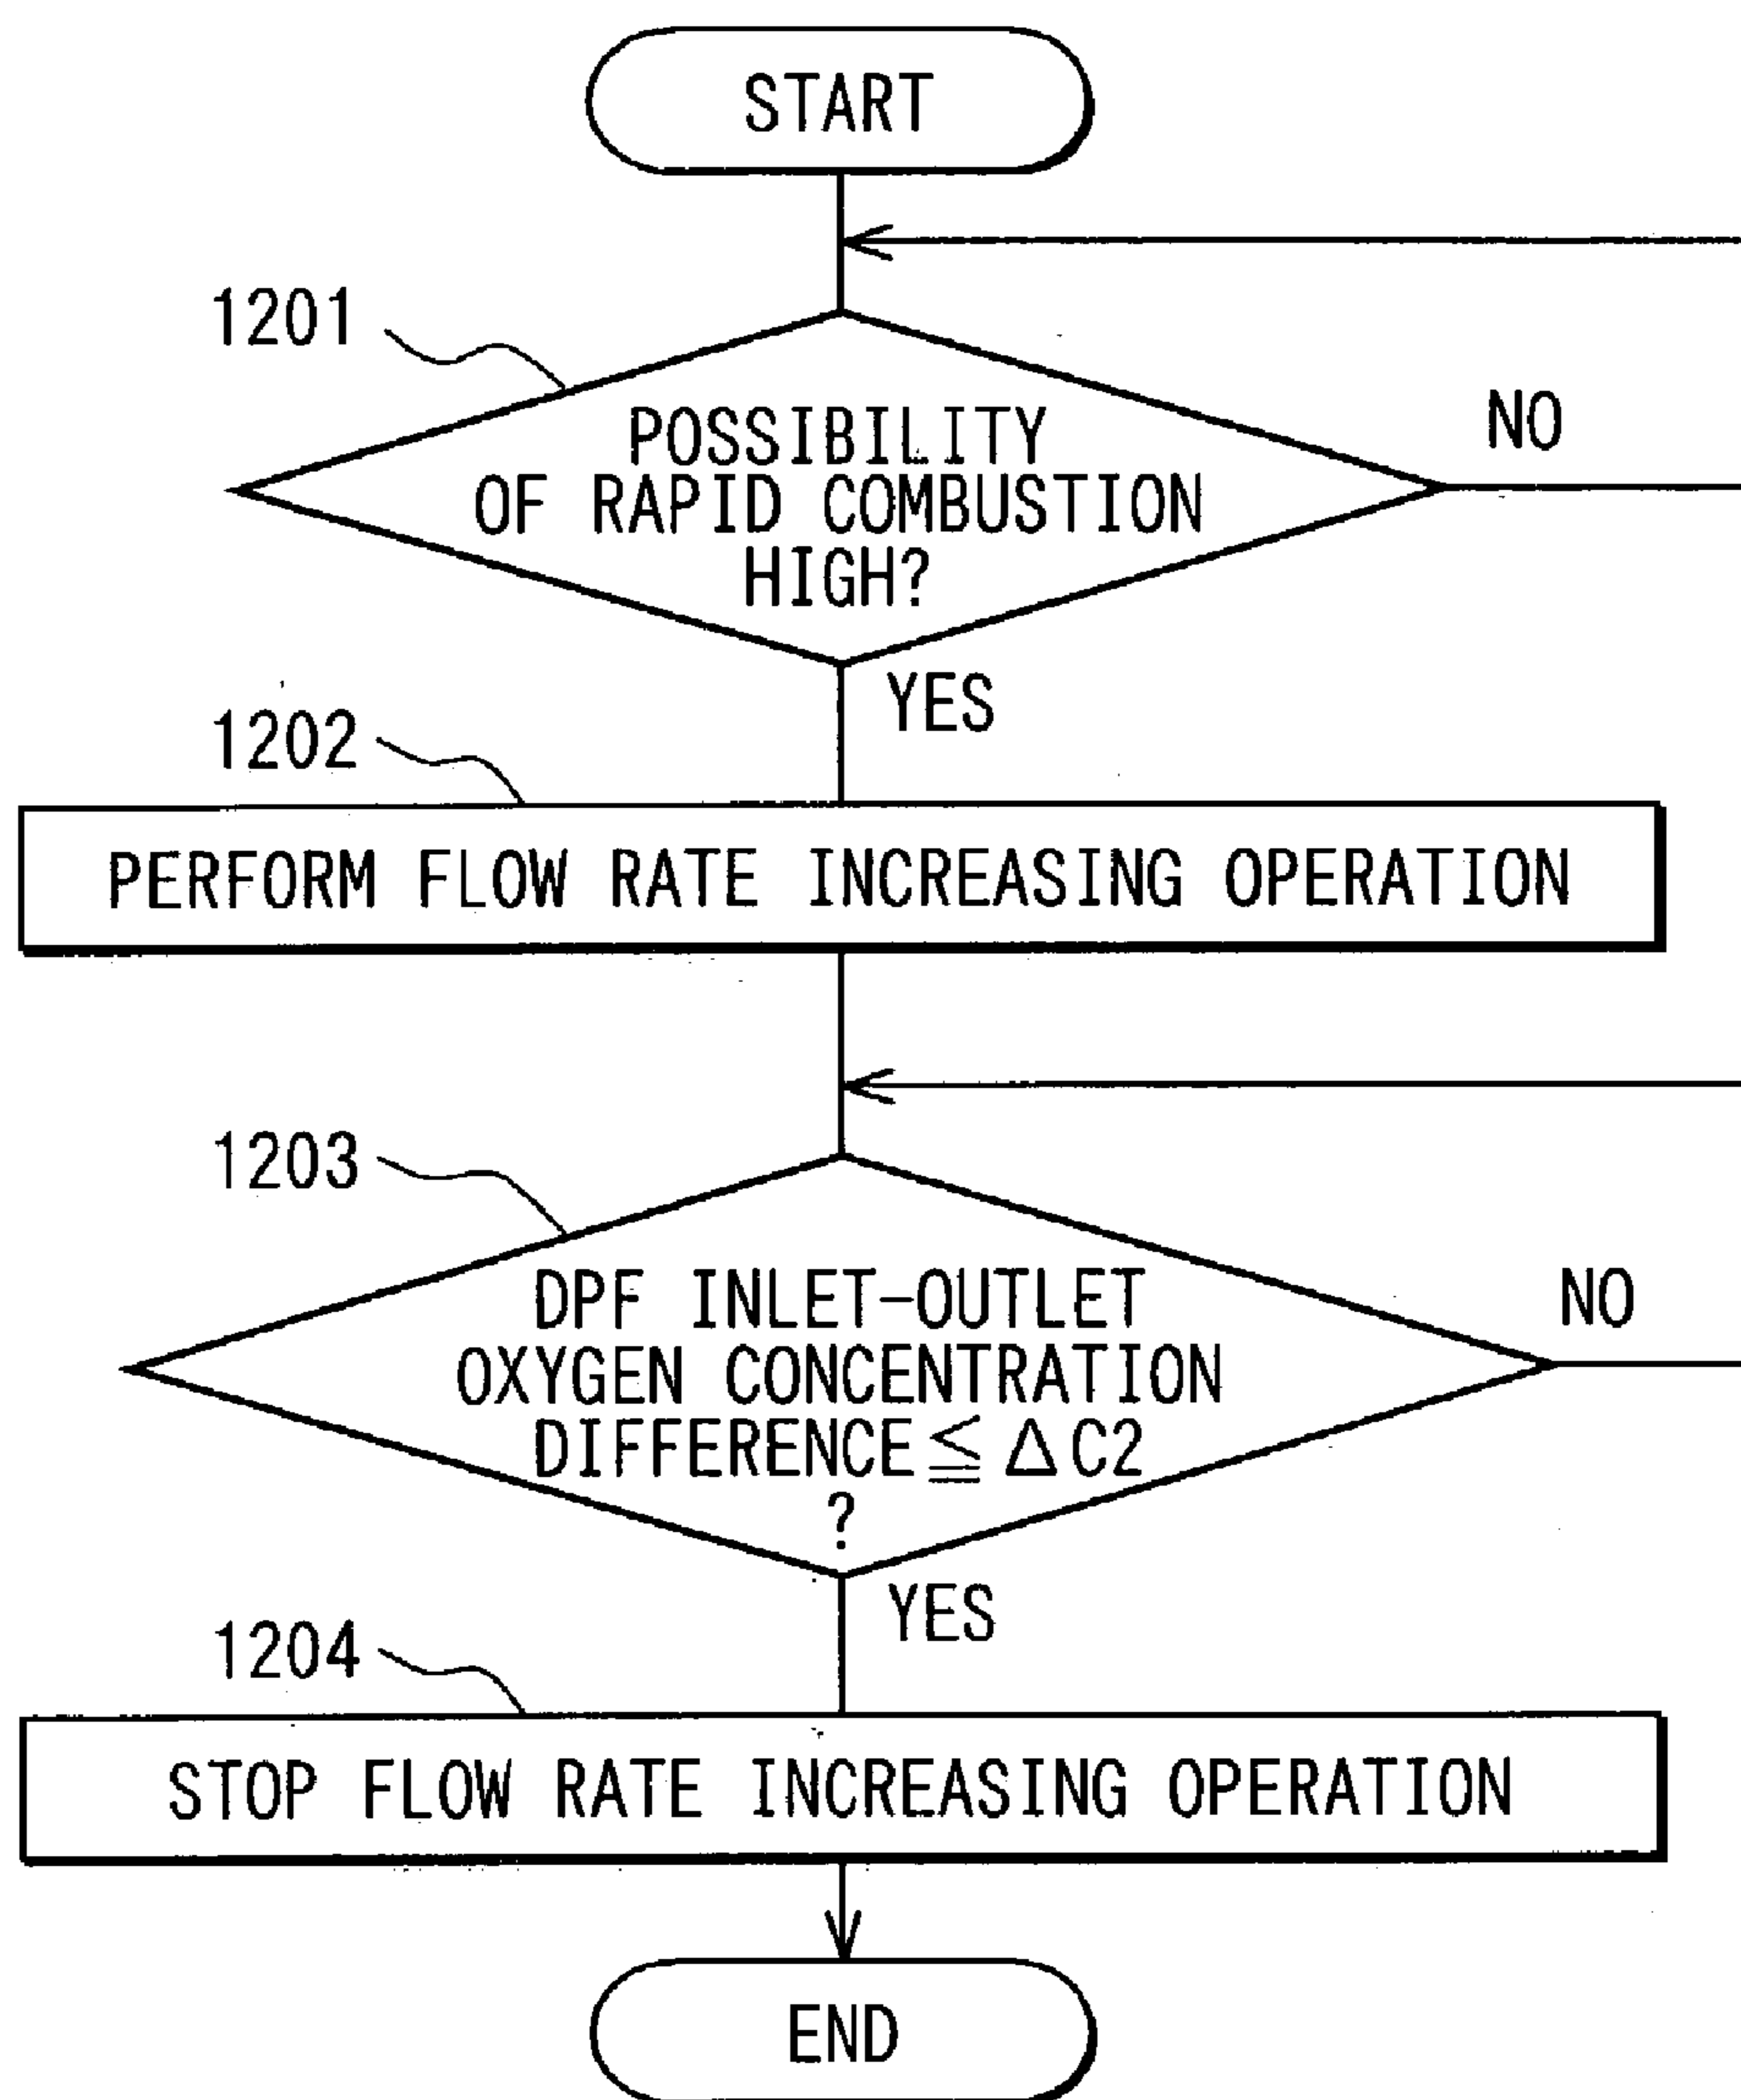 START
1201
POSSIBILITY
OF RAPID COMBUSTION
HIGH?
NO
YES
1202
PERFORM FLOW RATE INCREASING OPERATION
1203
DPF INLET-OUTLET
OXYGEN CONCENTRATION
DIFFERENCE≦ΔC2
?
NO
YES
1204
STOP FLOW RATE INCREASING OPERATION
END